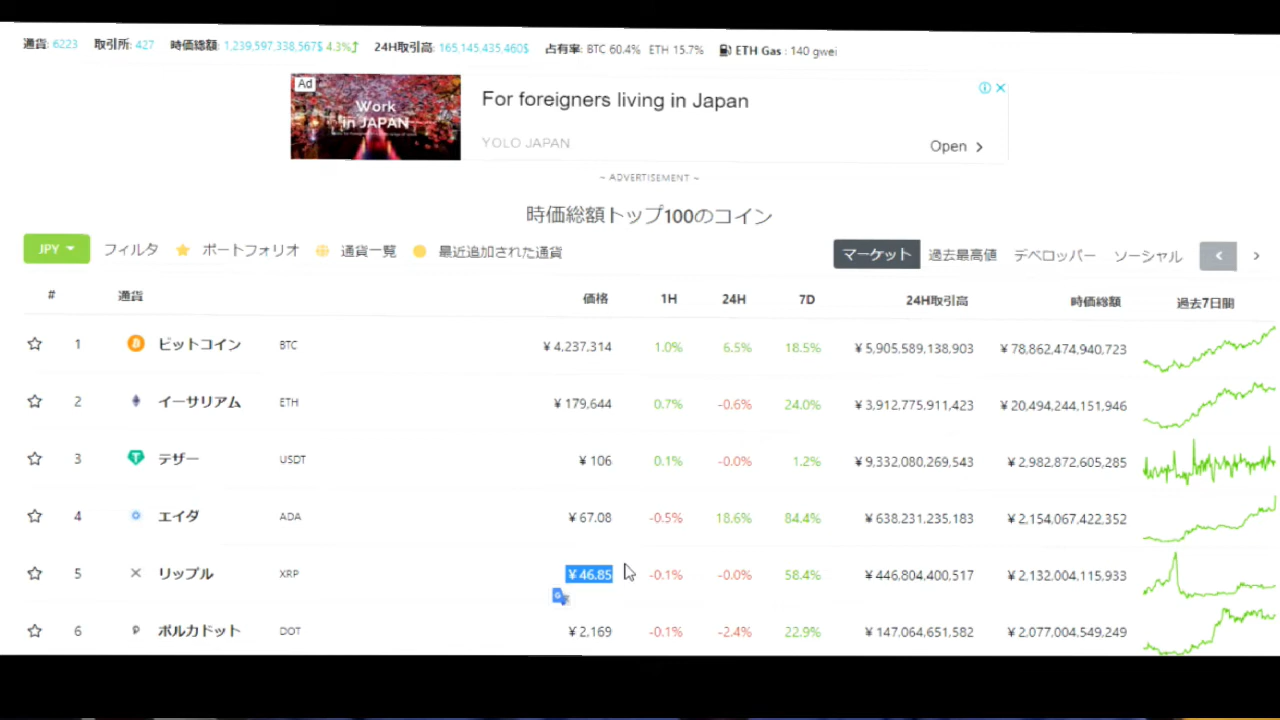 通貨: 6223 取引所: 427 時価総額: 1,239,597,338,567$ 4.3% 24H取引高: 165,145,435,460$ 占有率: BTC 60.4% ETH 15.7% ETH Gas : 140 gwei
Ad
Work
in JAPAN
For foreigners living in Japan
YOLO JAPAN
Open
~ ADVERTISEMENT ~
時価総額トップ100のコイン
JPY フィルタ ポートフォリオ 通貨一覧 最近追加された通貨 マーケット 過去最高値 デベロッパー ソーシャル
# 通貨 価格 1H 24H 7D 24H取引高 時価総額 過去7日間
1 ビットコイン BTC ¥4,237,314 1.0% 6.5% 18.5% ¥5,905,589,138,903 ¥78,862,474,940,723
2 イーサリアム ETH ¥179,644 0.7% -0.6% 24.0% ¥3,912,775,911,423 ¥20,494,244,151,946
3 テザー USDT ¥106 0.1% -0.0% 1.2% ¥9,332,080,269,543 ¥2,982,872,605,285
4 エイダ ADA ¥67.08 -0.5% 18.6% 84.4% ¥638,231,235,183 ¥2,154,067,422,352
5 リップル XRP ¥46.85 -0.1% -0.0% 58.4% ¥446,804,400,517 ¥2,132,004,115,933
6 ポルカドット DOT ¥2,169 -0.1% -2.4% 22.9% ¥147,064,651,582 ¥2,077,004,549,249